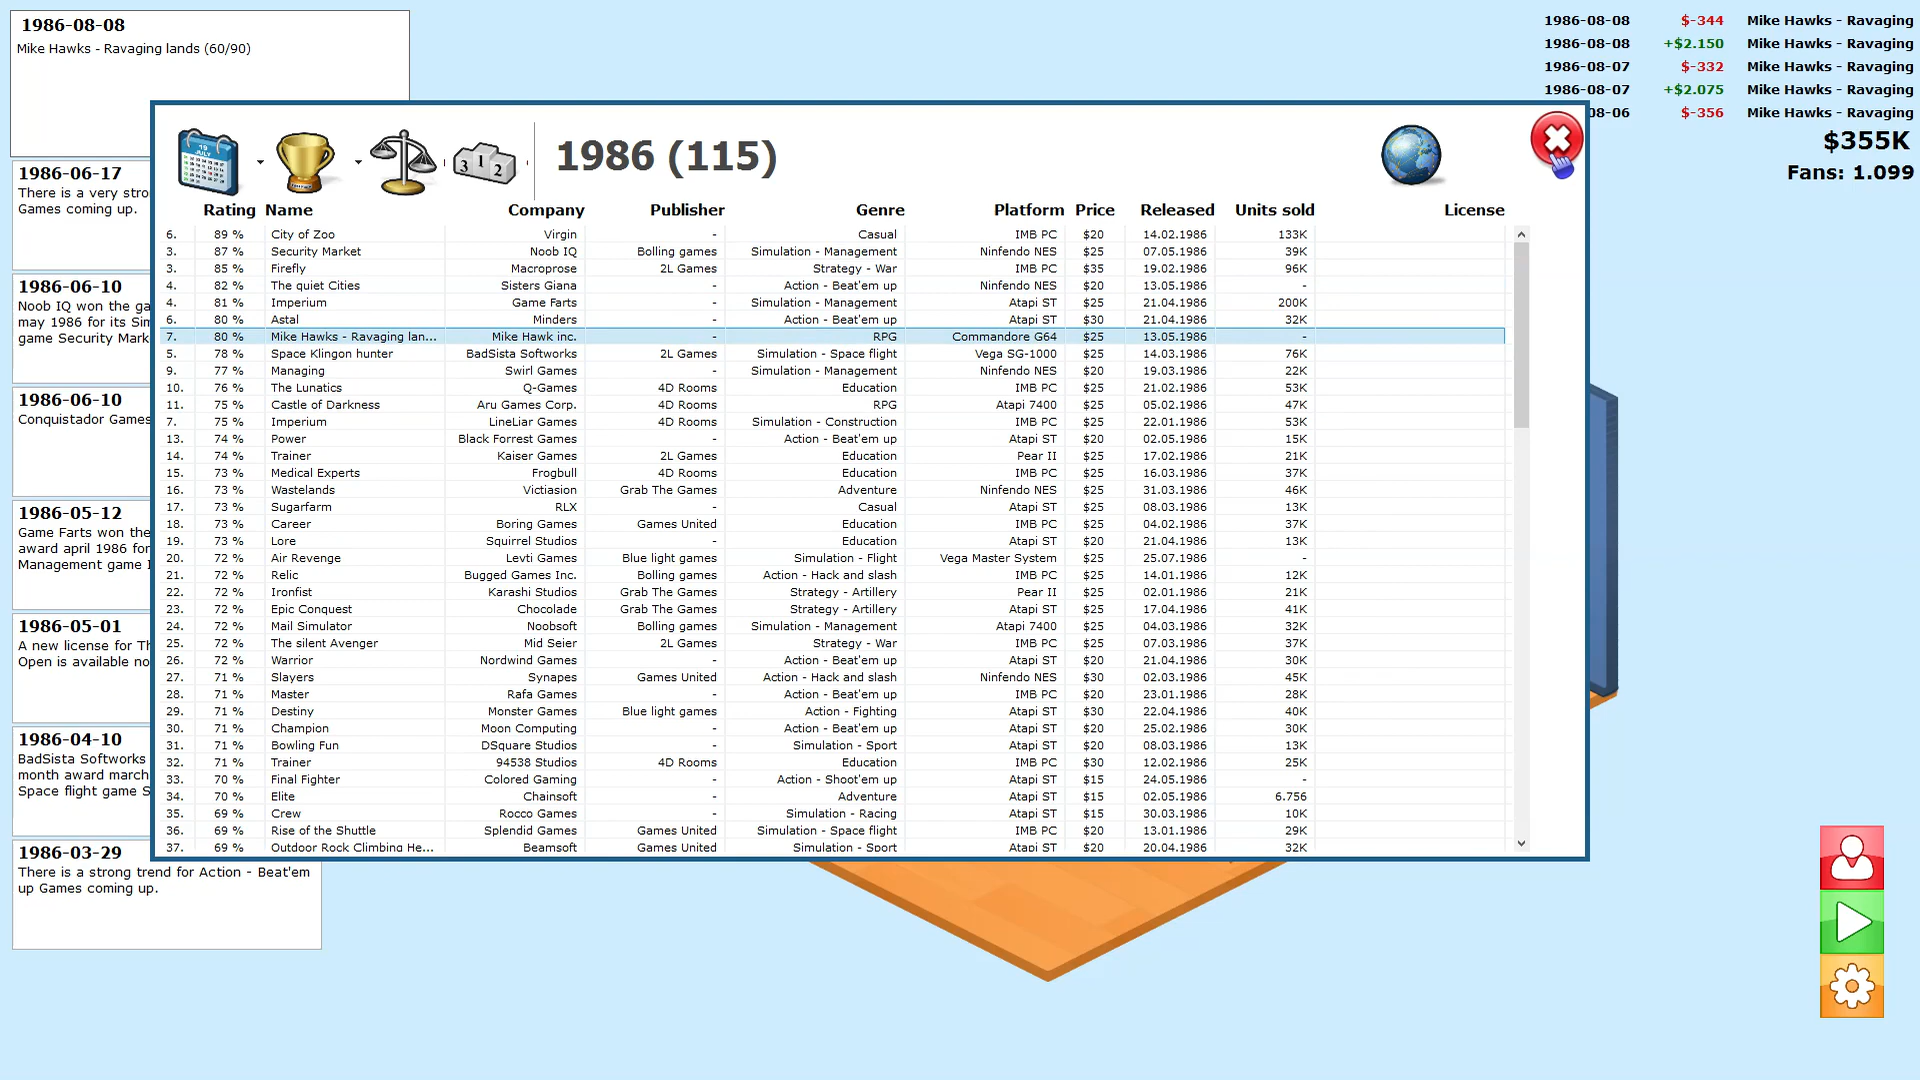 1986-08-08
Mike Hawks - Ravaging lands (60/90)
1986-06-17
There is a very stro
Games coming up.
1986-06-10
Noob IQ won the ga
may 1986 for its Sim
game Security Mark
1986-06-10
Conquistador Games
1986-05-12
Game Farts won the
award april 1986 for
Management game I
1986-05-01
A new license for Th
Open is available no
1986-04-10
BadSista Softworks
month award march
Space flight game S
1986-03-29
There is a strong trend for Action - Beat'em
up Games coming up.
1986-08-08 $-344 Mike Hawks - Ravaging
1986-08-08 +$2.150 Mike Hawks - Ravaging
1986-08-07 $-332 Mike Hawks - Ravaging
1986-08-07 +$2.075 Mike Hawks - Ravaging
08-06 $-356 Mike Hawks - Ravaging
$355K
Fans: 1.099
19
JULY
3 1 2
1986 (115)
Rating Name Company Publisher Genre Platform Price Released Units sold License
6. 89 % City of Zoo Virgin - Casual IMB PC $20 14.02.1986 133K
3. 87 % Security Market Noob IQ Bolling games Simulation - Management Ninfendo NES $25 07.05.1986 39K
3. 85 % Firefly Macroprose 2L Games Strategy - War IMB PC $35 19.02.1986 96K
4. 82 % The quiet Cities Sisters Giana - Action - Beat'em up Ninfendo NES $20 13.05.1986 -
4. 81 % Imperium Game Farts - Simulation - Management Atapi ST $25 21.04.1986 200K
6. 80 % Astal Minders - Action - Beat'em up Atapi ST $30 21.04.1986 32K
7. 80 % Mike Hawks - Ravaging lan... Mike Hawk inc. - RPG Commandore G64 $25 13.05.1986 -
5. 78 % Space Klingon hunter BadSista Softworks 2L Games Simulation - Space flight Vega SG-1000 $25 14.03.1986 76K
9. 77 % Managing Swirl Games - Simulation - Management Ninfendo NES $20 19.03.1986 22K
10. 76 % The Lunatics Q-Games 4D Rooms Education IMB PC $25 21.02.1986 53K
11. 75 % Castle of Darkness Aru Games Corp. 4D Rooms RPG Atapi 7400 $25 05.02.1986 47K
7. 75 % Imperium LineLiar Games 4D Rooms Simulation - Construction IMB PC $25 22.01.1986 53K
13. 74 % Power Black Forrest Games - Action - Beat'em up Atapi ST $20 02.05.1986 15K
14. 74 % Trainer Kaiser Games 2L Games Education Pear II $25 17.02.1986 21K
15. 73 % Medical Experts Frogbull 4D Rooms Education IMB PC $25 16.03.1986 37K
16. 73 % Wastelands Victiasion Grab The Games Adventure Ninfendo NES $25 31.03.1986 46K
17. 73 % Sugarfarm RLX - Casual Atapi ST $25 08.03.1986 13K
18. 73 % Career Boring Games Games United Education IMB PC $25 04.02.1986 37K
19. 73 % Lore Squirrel Studios - Education Atapi ST $20 21.04.1986 13K
20. 72 % Air Revenge Levti Games Blue light games Simulation - Flight Vega Master System $25 25.07.1986 -
21. 72 % Relic Bugged Games Inc. Bolling games Action - Hack and slash IMB PC $25 14.01.1986 12K
22. 72 % Ironfist Karashi Studios Grab The Games Strategy - Artillery Pear II $25 02.01.1986 21K
23. 72 % Epic Conquest Chocolade Grab The Games Strategy - Artillery Atapi ST $25 17.04.1986 41K
24. 72 % Mail Simulator Noobsoft Bolling games Simulation - Management Atapi 7400 $25 04.03.1986 32K
25. 72 % The silent Avenger Mid Seier 2L Games Strategy - War IMB PC $25 07.03.1986 37K
26. 72 % Warrior Nordwind Games - Action - Beat'em up Atapi ST $20 21.04.1986 30K
27. 71 % Slayers Synapes Games United Action - Hack and slash Ninfendo NES $30 02.03.1986 45K
28. 71 % Master Rafa Games - Action - Beat'em up IMB PC $20 23.01.1986 28K
29. 71 % Destiny Monster Games Blue light games Action - Fighting Atapi ST $30 22.04.1986 40K
30. 71 % Champion Moon Computing - Action - Beat'em up Atapi ST $20 25.02.1986 30K
31. 71 % Bowling Fun DSquare Studios - Simulation - Sport Atapi ST $20 08.03.1986 13K
32. 71 % Trainer 94538 Studios 4D Rooms Education IMB PC $30 12.02.1986 25K
33. 70 % Final Fighter Colored Gaming - Action - Shoot'em up Atapi ST $15 24.05.1986 -
34. 70 % Elite Chainsoft - Adventure Atapi ST $15 02.05.1986 6.756
35. 69 % Crew Rocco Games - Simulation - Racing Atapi ST $15 30.03.1986 10K
36. 69 % Rise of the Shuttle Splendid Games Games United Simulation - Space flight IMB PC $20 13.01.1986 29K
37. 69 % Outdoor Rock Climbing He... Beamsoft Games United Simulation - Sport Atapi ST $20 20.04.1986 32K